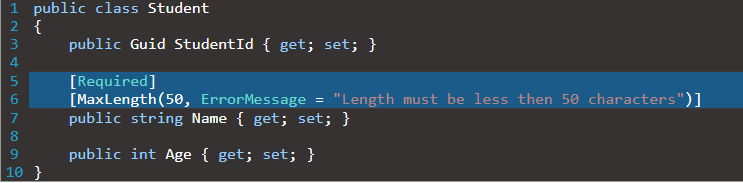 1 public class Student
2 {
3     public Guid StudentId { get; set; }
4
5     [Required]
6     [MaxLength(50, ErrorMessage = "Length must be less then 50 characters")]
7     public string Name { get; set; }
8
9     public int Age { get; set; }
10 }